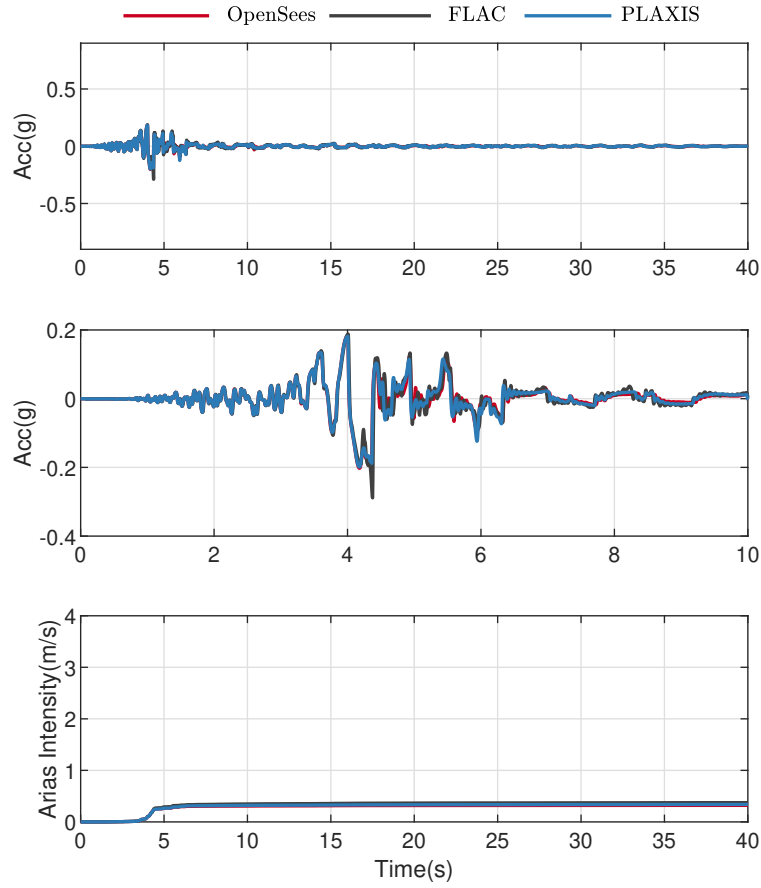 OpenSees FLAC PLAXIS
0.5
0
-0.5
Acc(g)
0 5 10 15 20 25 30 35 40
0.2
0
-0.2
-0.4
Acc(g)
0 2 4 6 8 10
4
3
2
1
0
Arias Intensity(m/s)
0 5 10 15 20 25 30 35 40
Time(s)